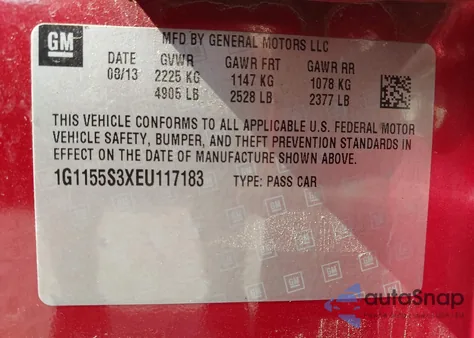 GM
MFD BY GENERAL MOTORS LLC
DATE GVWR GAWR FRT GAWR RR
08/13 2225 KG 1147 KG 1078 KG
4905 LB 2528 LB 2377 LB
THIS VEHICLE CONFORMS TO ALL APPLICABLE U.S. FEDERAL MOTOR
VEHICLE SAFETY, BUMPER, AND THEFT PREVENTION STANDARDS IN
EFFECT ON THE DATE OF MANUFACTURE SHOWN ABOVE.
1G1155S3XEU117183 TYPE: PASS CAR
autoSnap